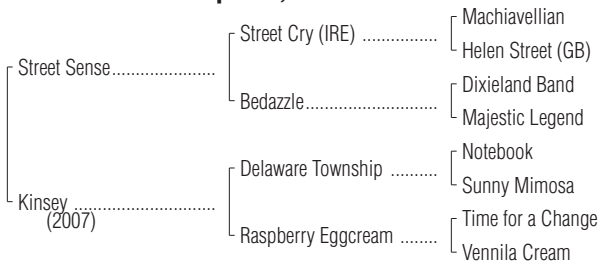 Machiavellian
Street Cry (IRE) ................
Helen Street (GB)
Street Sense......................
Dixieland Band
Bedazzle............................
Majestic Legend
Notebook
Delaware Township ..........
Sunny Mimosa
Kinsey ..............................
(2007)
Time for a Change
Raspberry Eggcream ........
Vennila Cream